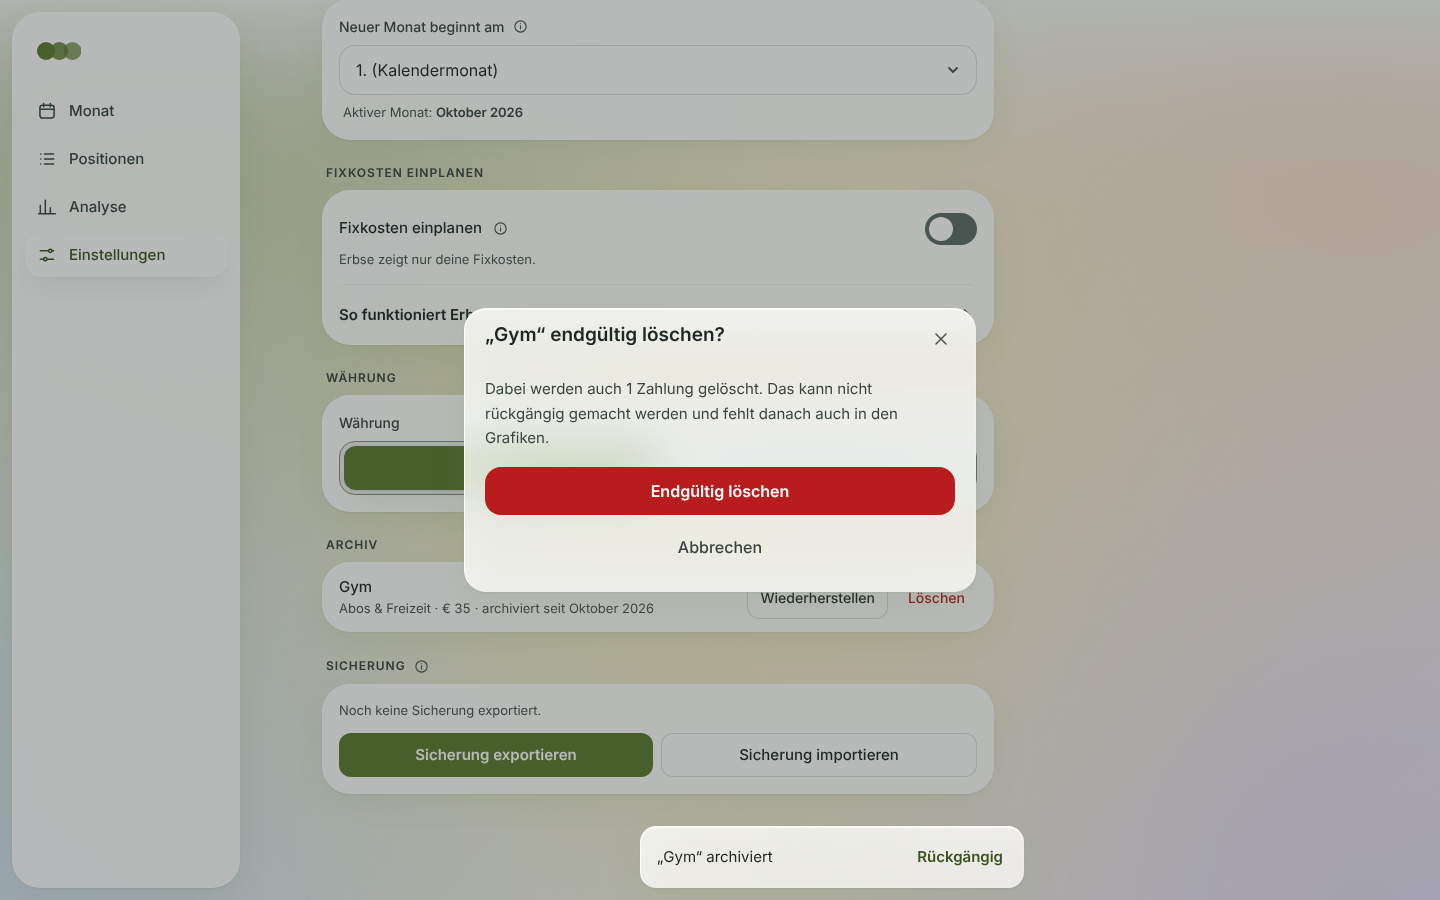 Monat
Positionen
Analyse
Einstellungen
Neuer Monat beginnt am
1. (Kalendermonat)
Aktiver Monat: Oktober 2026
FIXKOSTEN EINPLANEN
Fixkosten einplanen
Erbse zeigt nur deine Fixkosten.
So funktioniert
„Gym“ endgültig löschen?
Dabei werden auch 1 Zahlung gelöscht. Das kann nicht
rückgängig gemacht werden und fehlt danach auch in den
Grafiken.
Endgültig löschen
Abbrechen
WÄHRUNG
Währung
ARCHIV
Gym
Abos & Freizeit · € 35 · archiviert seit Oktober 2026
Wiederherstellen
Löschen
SICHERUNG
Noch keine Sicherung exportiert.
Sicherung exportieren
Sicherung importieren
„Gym“ archiviert
Rückgängig